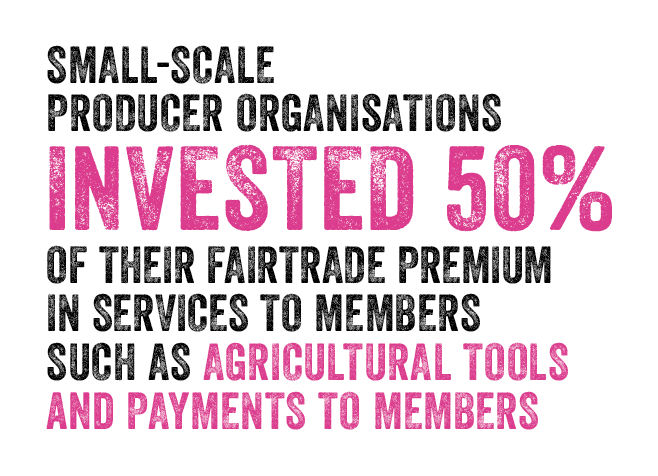 SMALL-SCALE
PRODUCER ORGANISATIONS
INVESTED 50%
OF THEIR FAIRTRADE PREMIUM
IN SERVICES TO MEMBERS
SUCH AS AGRICULTURAL TOOLS
AND PAYMENTS TO MEMBERS